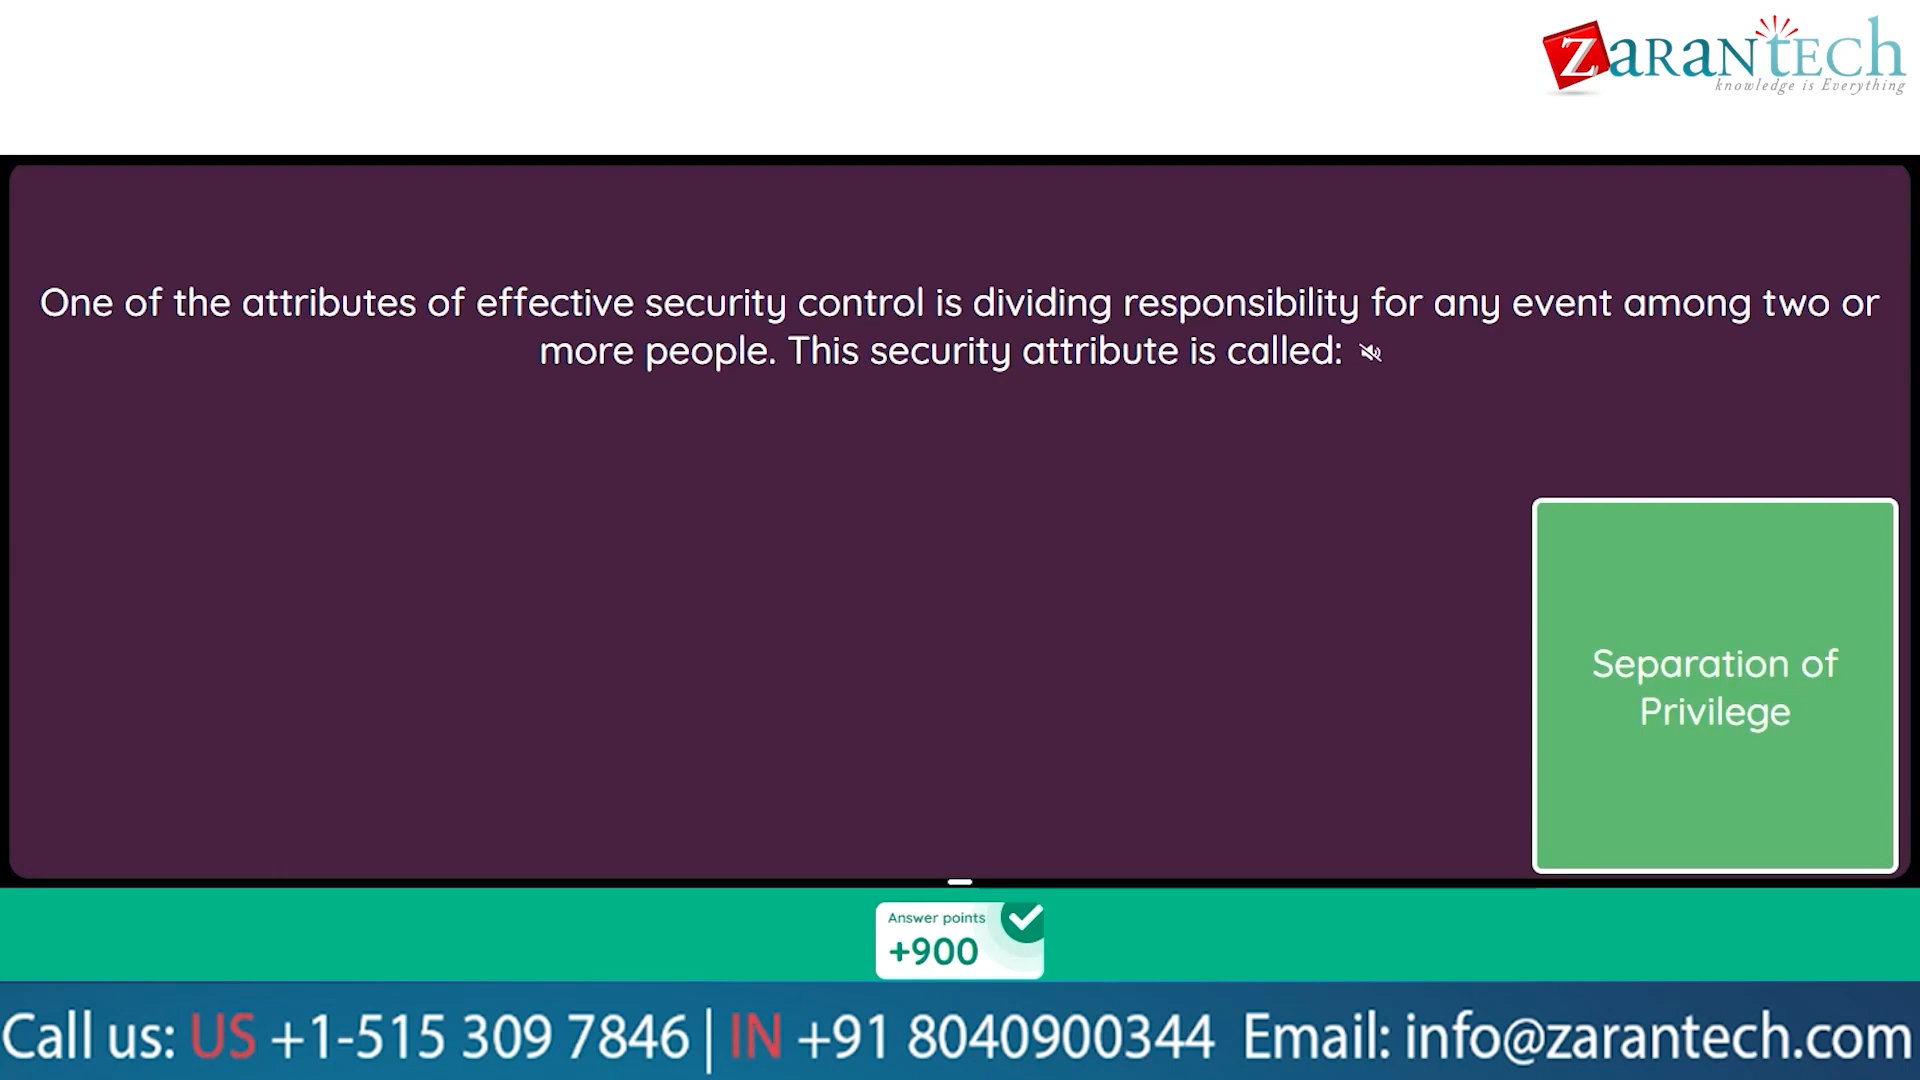 ZARANTECH
knowledge is Everything
One of the attributes of effective security control is dividing responsibility for any event among two or
more people. This security attribute is called:
Separation of
Privilege
Answer points
+900
Call us: US +1-515 309 7846 | IN +91 8040900344 Email: info@zarantech.com